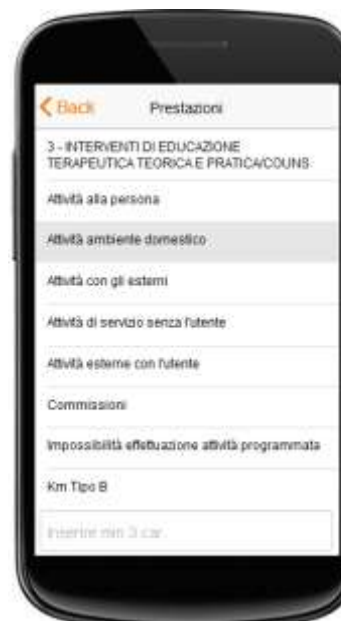 Back Prestazioni
3 - INTERVENTI DI EDUCAZIONE
TERAPEUTICA TEORICA E PRATICA/COUNS
Attività alla persona
Attività ambiente domestico
Attività con gli esterni
Attività di servizio senza l'utente
Attività esterne con l'utente
Commissioni
Impossibilità effettuazione attività programmata
Km Tipo B
Inserire min 3 car.